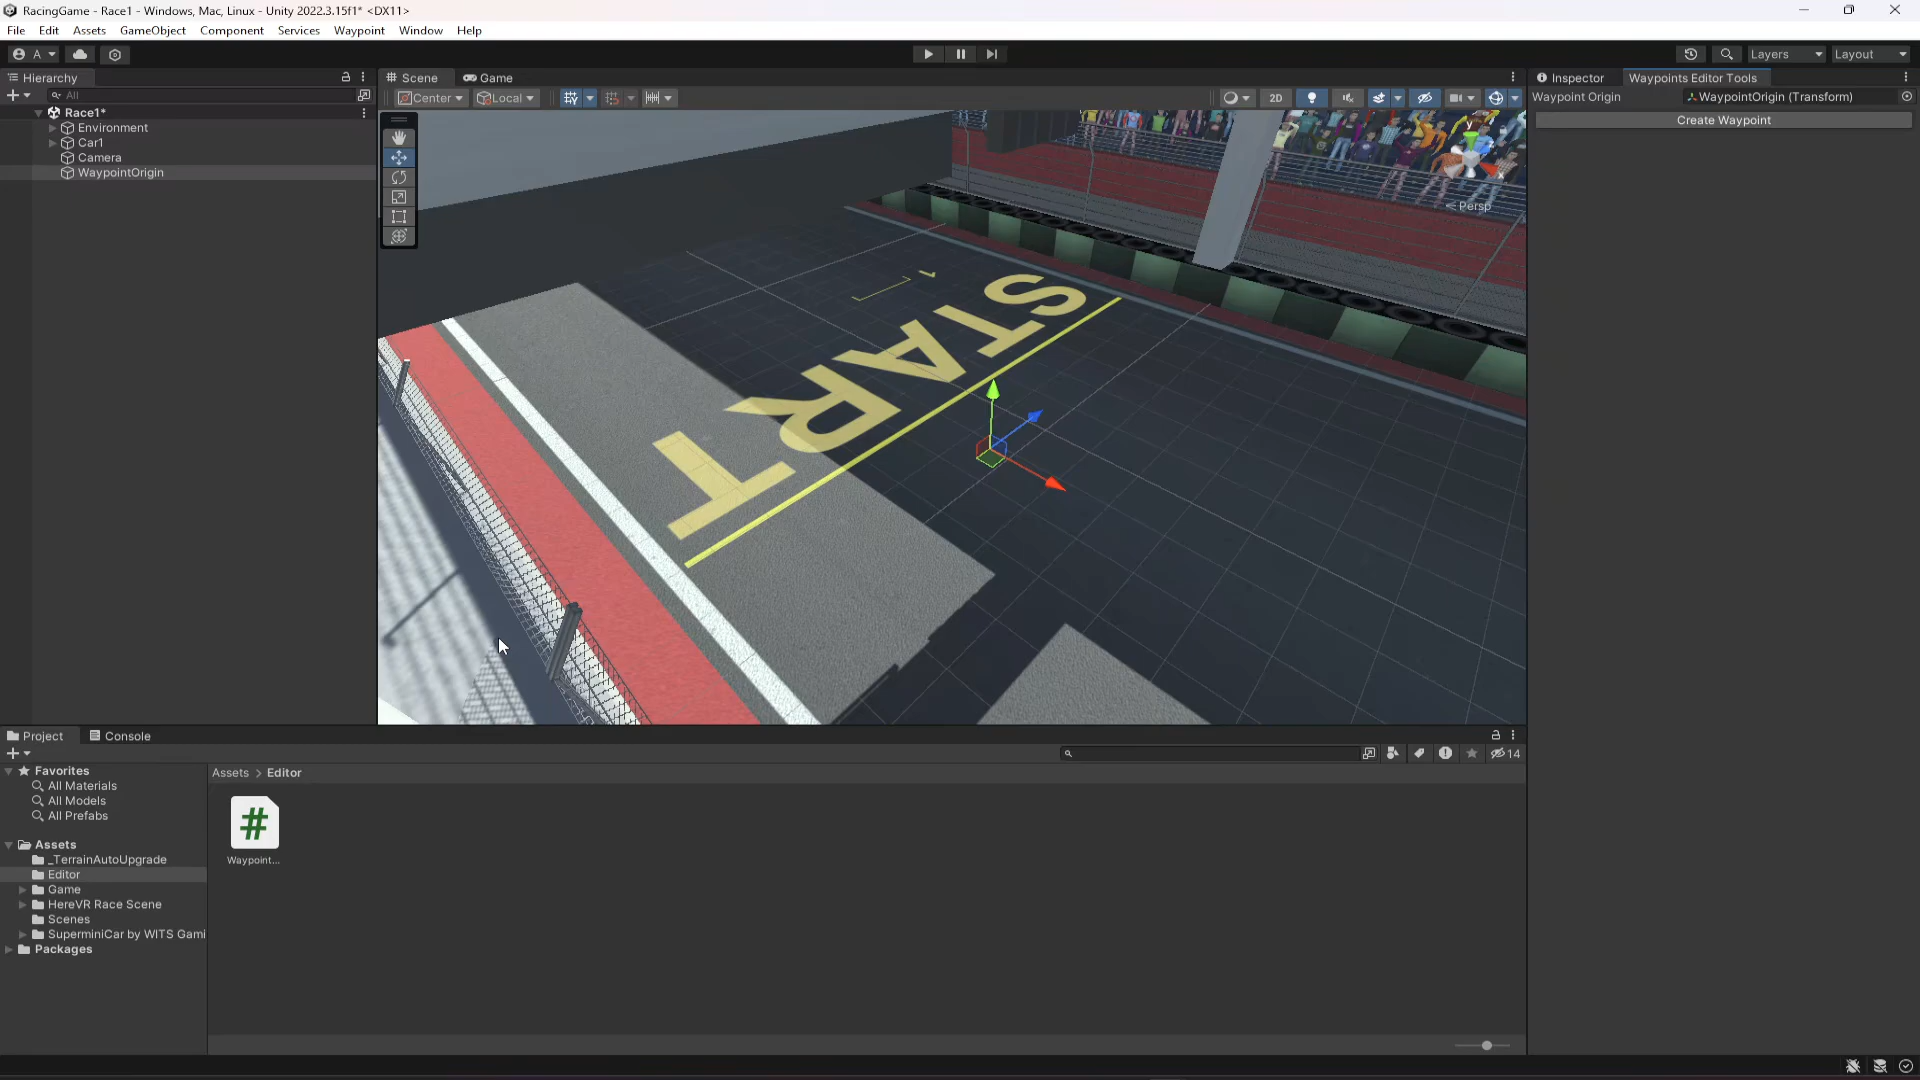 RacingGame - Race1 - Windows, Mac, Linux - Unity 2022.3.15f1* <DX11>
File Edit Assets GameObject Component Services Waypoint Window Help
A Layers Layout
Hierarchy Scene Game Inspector Waypoints Editor Tools
All Center Local 2D Waypoint Origin WaypointOrigin (Transform)
Race1* Create Waypoint
Environment
Car1
Camera
WaypointOrigin
y
z
x
Persp
1
START
Project Console
14
Favorites Assets > Editor
All Materials
All Models
All Prefabs
#
Assets
_TerrainAutoUpgrade Waypoint...
Editor
Game
HereVR Race Scene
Scenes
SuperminiCar by WITS Gami
Packages